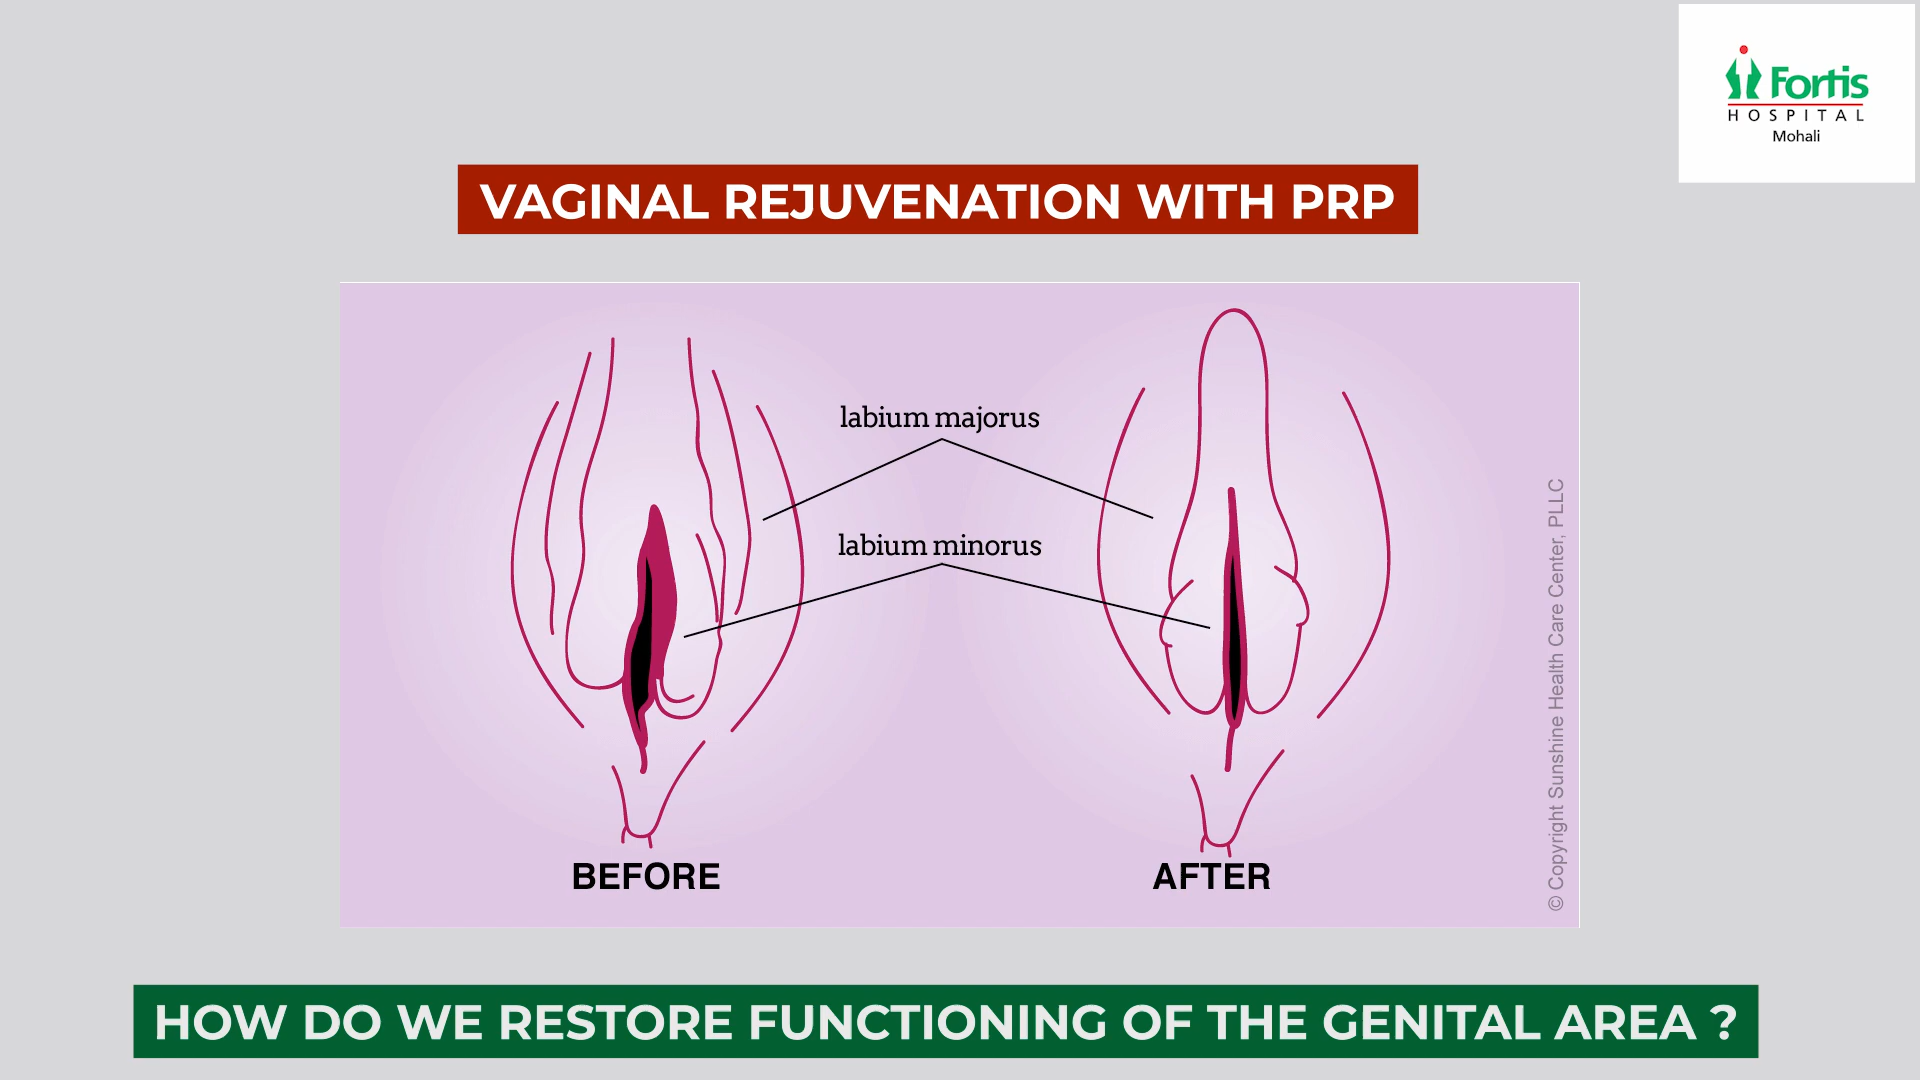 Fortis
HOSPITAL
Mohali
VAGINAL REJUVENATION WITH PRP
labium majorus
labium minorus
BEFORE
AFTER
© Copyright Sunshine Health Care Center, PLLC
HOW DO WE RESTORE FUNCTIONING OF THE GENITAL AREA ?